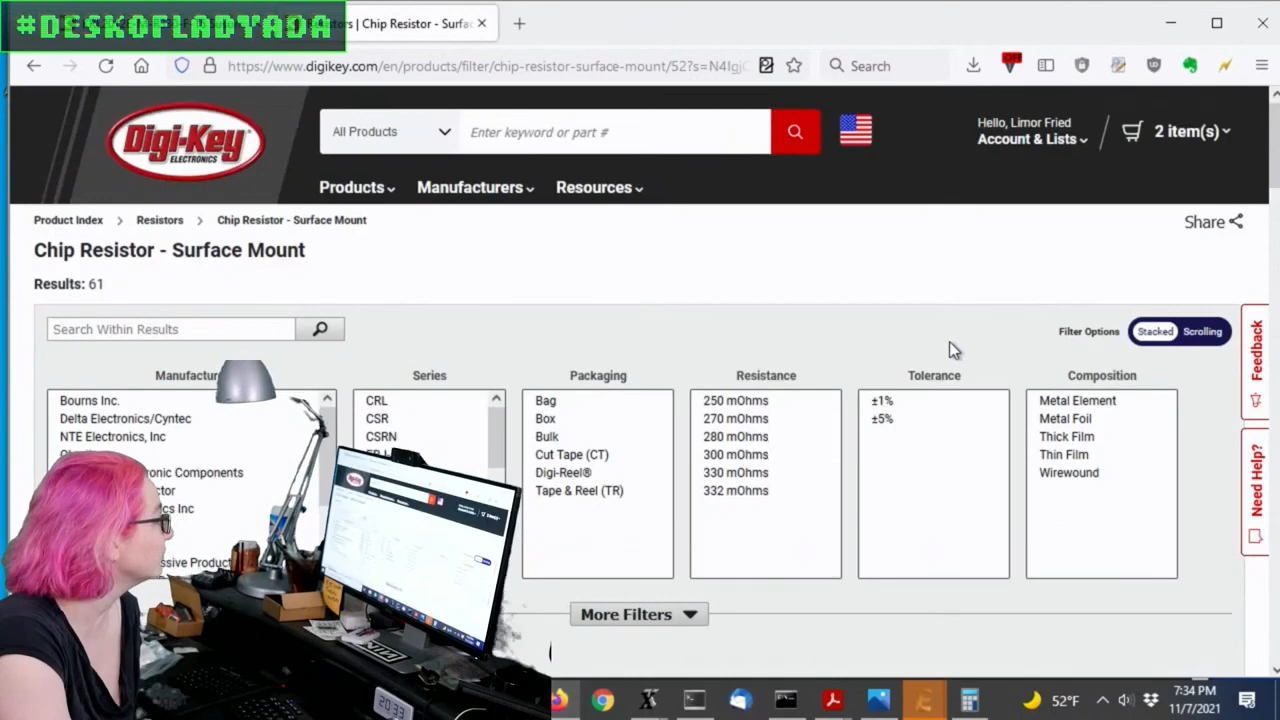 #DESKOFLADYADA
| Chip Resistor - Surfac
https://www.digikey.com/en/products/filter/chip-resistor-surface-mount/52?s=N4IgjC
Search
OFF
Digi-Key
ELECTRONICS
All Products
Enter keyword or part #
Hello, Limor Fried
Account & Lists
2 item(s)
Products
Manufacturers
Resources
Product Index > Resistors > Chip Resistor - Surface Mount
Share
Chip Resistor - Surface Mount
Results: 61
Search Within Results
Filter Options
Stacked
Scrolling
Feedback
Need Help?
Manufactur
Bourns Inc.
Delta Electronics/Cyntec
NTE Electronics, Inc
onic Components
ctor
cs Inc
ssive Product
Series
CRL
CSR
CSRN
Packaging
Bag
Box
Bulk
Cut Tape (CT)
Digi-Reel®
Tape & Reel (TR)
Resistance
250 mOhms
270 mOhms
280 mOhms
300 mOhms
330 mOhms
332 mOhms
Tolerance
±1%
±5%
Composition
Metal Element
Metal Foil
Thick Film
Thin Film
Wirewound
More Filters
52°F
7:34 PM
11/7/2021